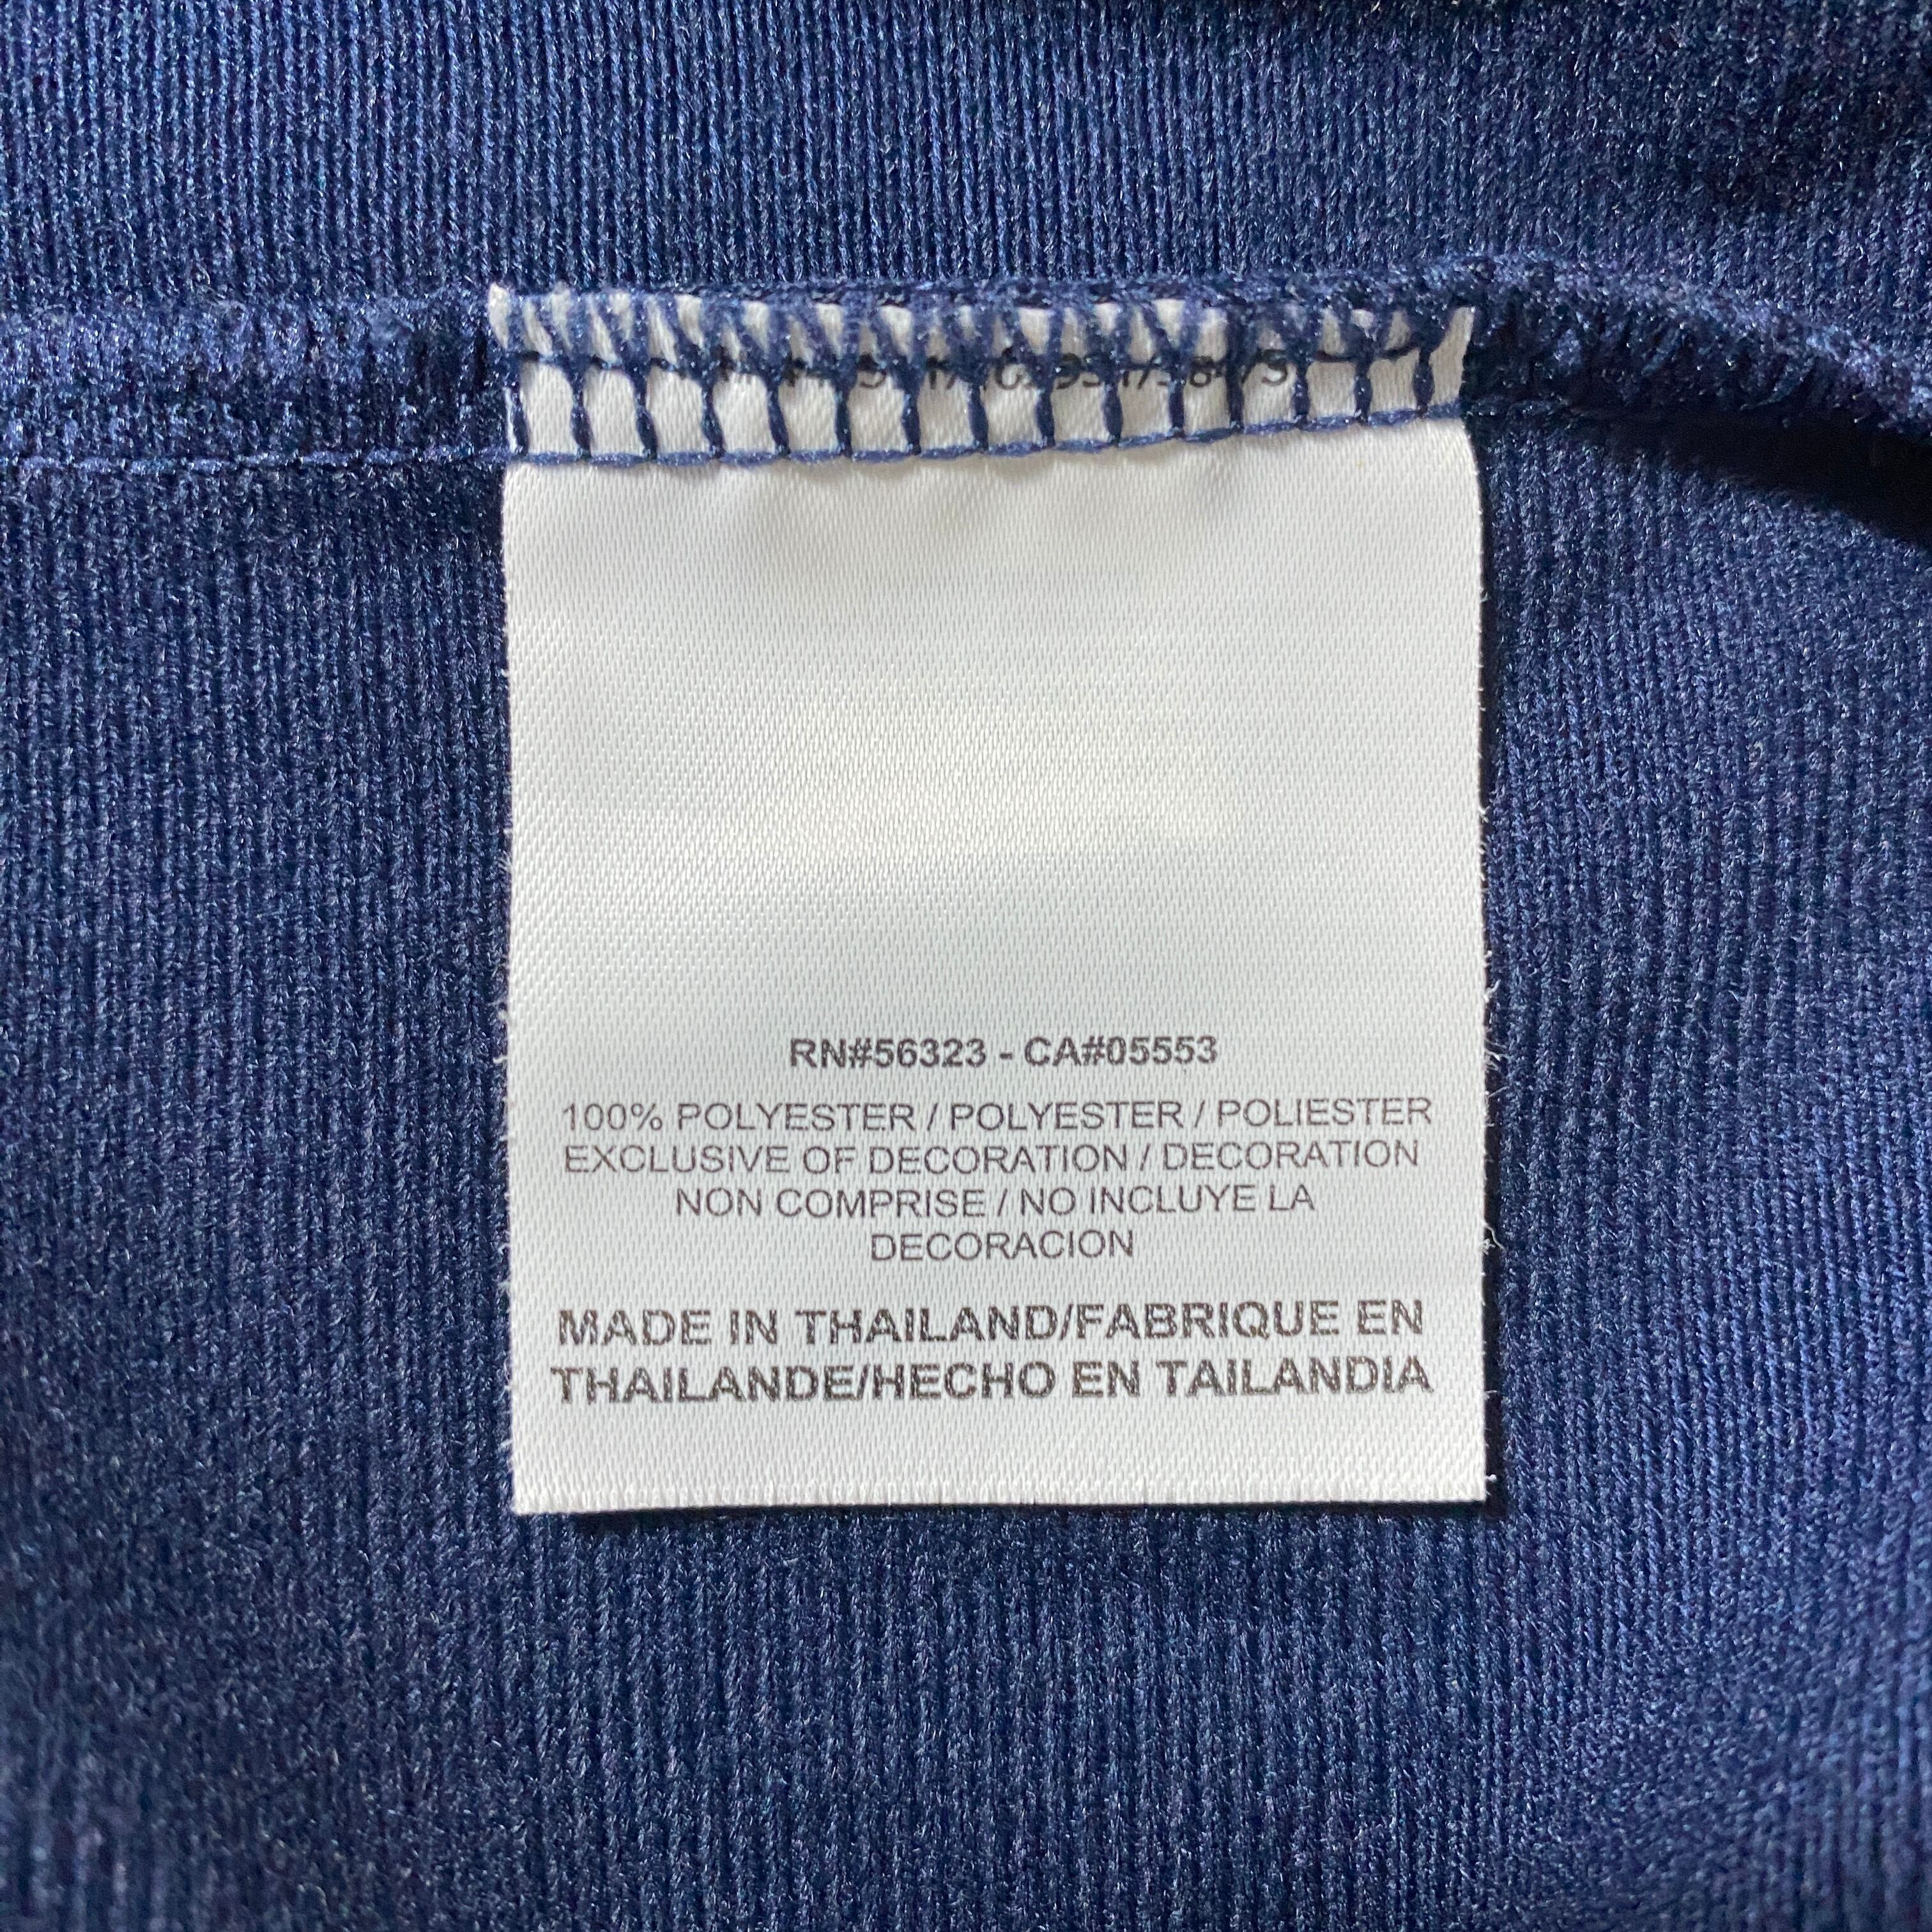 RN#56323 - CA#05553
100% POLYESTER / POLYESTER / POLIESTER
EXCLUSIVE OF DECORATION / DECORATION
NON COMPRISE / NO INCLUYE LA
DECORACION
MADE IN THAILAND/FABRIQUE EN
THAILANDE/HECHO EN TAILANDIA